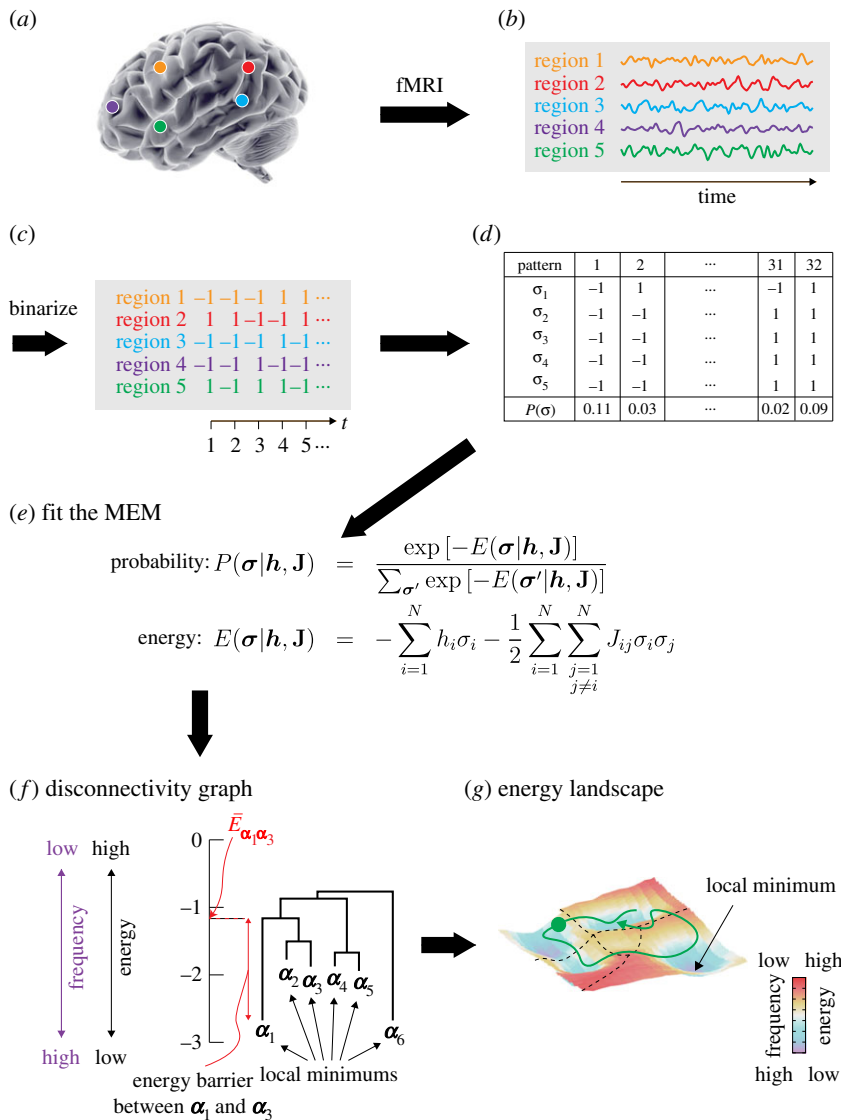 (a)
fMRI
(b)
region 1
region 2
region 3
region 4
region 5
time
(c)
binarize
region 1 –1 –1 –1 1 1 ...
region 2 1 1 –1 –1 1 ...
region 3 –1 –1 –1 1 –1 ...
region 4 –1 –1 1 –1 –1 ...
region 5 1 –1 1 1 –1 ...
t
1 2 3 4 5 ...
(d)
pattern 1 2 ... 31 32
σ1 –1 1 ... –1 1
σ2 –1 –1 ... 1 1
σ3 –1 –1 ... 1 1
σ4 –1 –1 ... 1 1
σ5 –1 –1 ... 1 1
P(σ) 0.11 0.03 ... 0.02 0.09
(e) fit the MEM
probability: P(σ|h, J) = exp [−E(σ|h, J)] / ∑σ′ exp [−E(σ′|h, J)]
energy: E(σ|h, J) = − ∑ i=1 N hiσi − 1/2 ∑ i=1 N ∑ j=1 j≠i N Jijσiσj
(f) disconnectivity graph
low high
frequency
energy
high low
0
–1
–2
–3
Ēα1α3
α2 α3 α4 α5
α1 α6
energy barrier
between α1 and α3
local minimums
(g) energy landscape
local minimum
low high
frequency
energy
high low